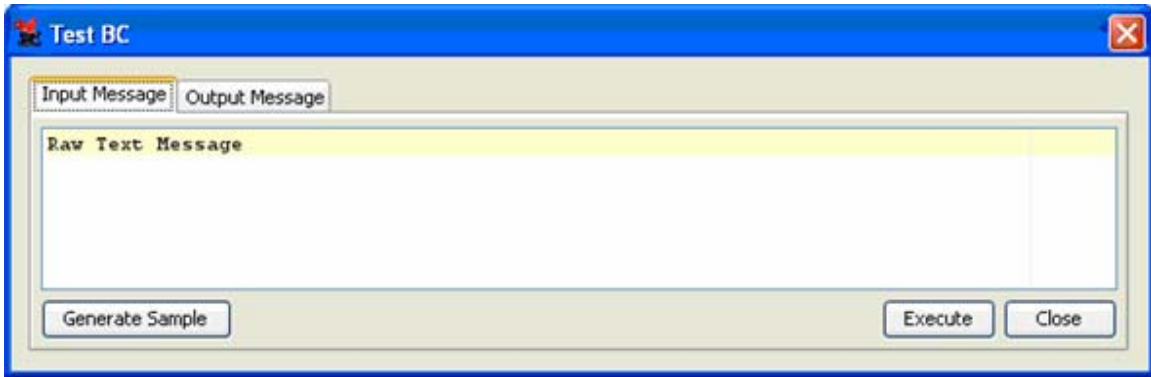 Test BC
Input Message Output Message
Raw Text Message
Generate Sample Execute Close